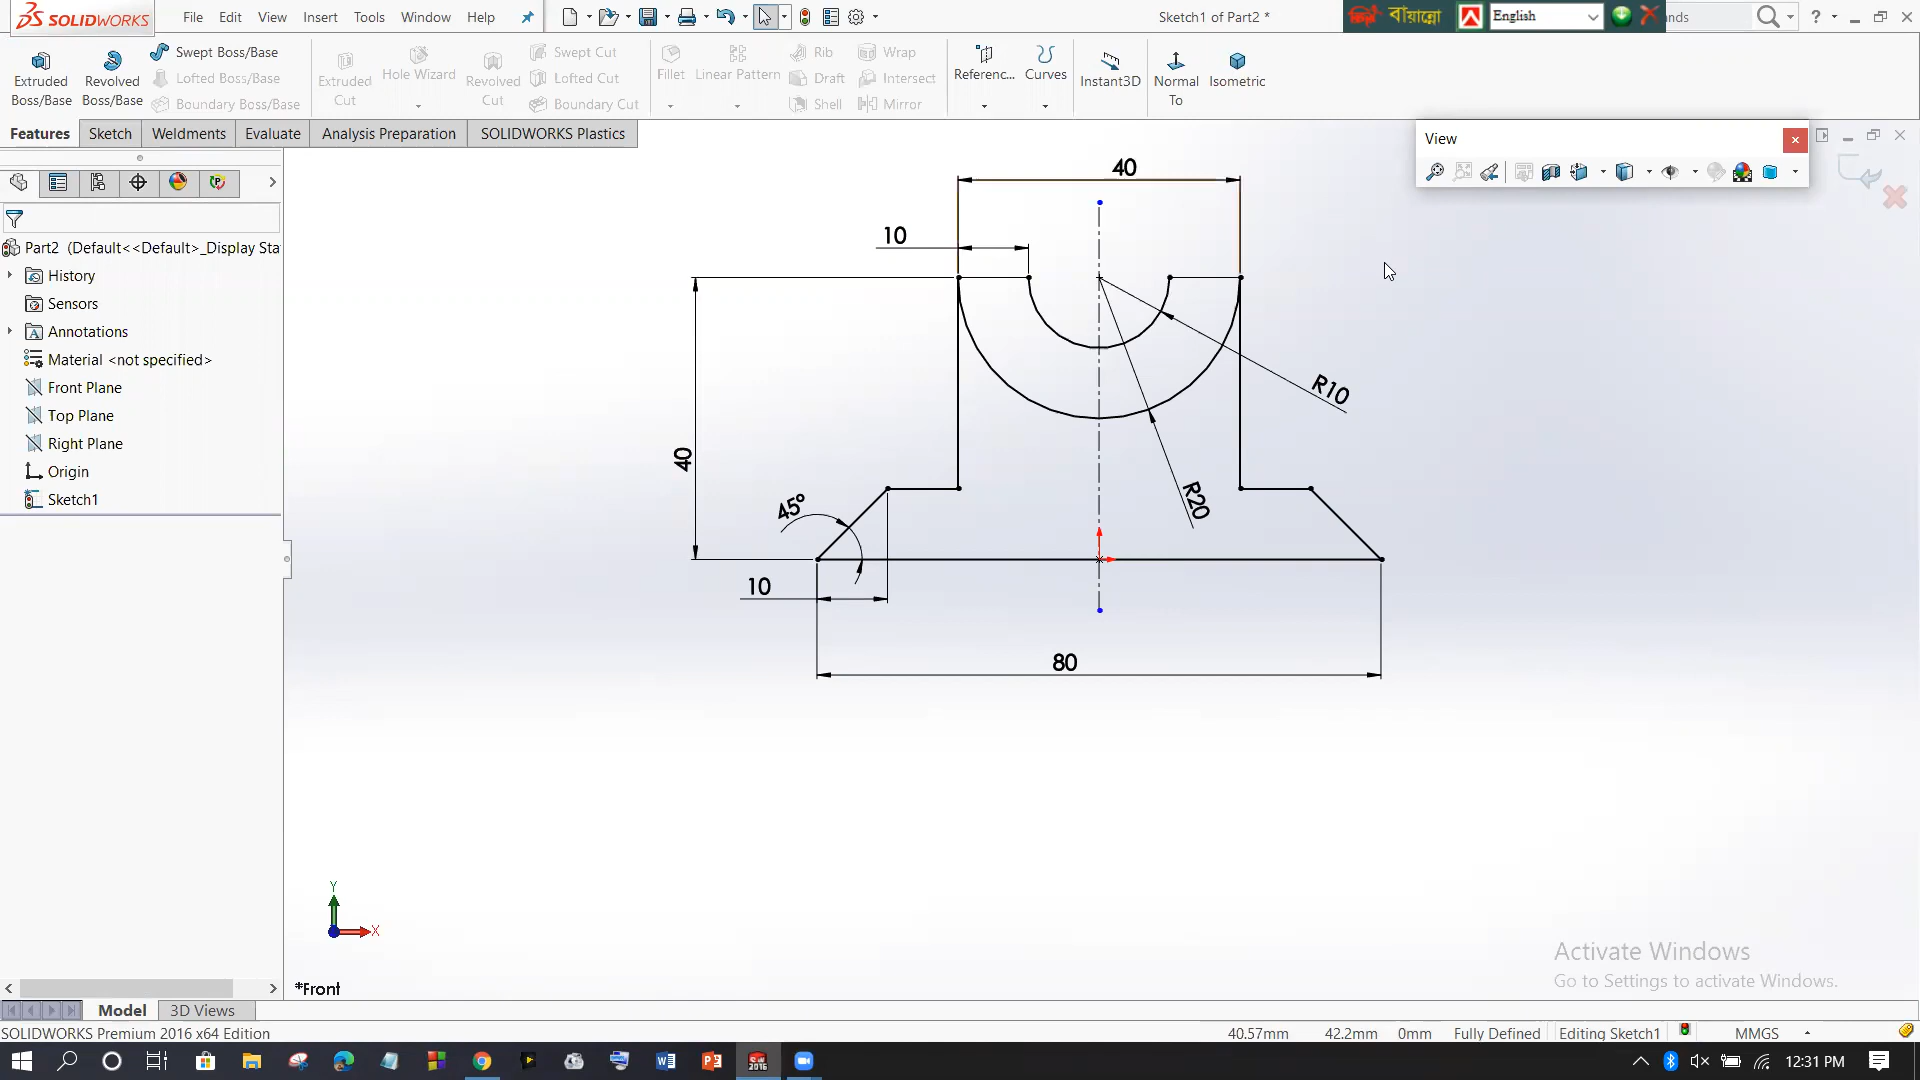 SOLIDWORKS File Edit View Insert Tools Window Help Sketch1 of Part2 * বায়ান্নো English nds
Extruded Boss/Base
Revolved Boss/Base
Swept Boss/Base
Lofted Boss/Base
Boundary Boss/Base
Extruded Cut
Hole Wizard
Revolved Cut
Swept Cut
Lofted Cut
Boundary Cut
Fillet
Linear Pattern
Rib
Draft
Shell
Wrap
Intersect
Mirror
Referenc...
Curves
Instant3D
Normal To
Isometric
Features Sketch Weldments Evaluate Analysis Preparation SOLIDWORKS Plastics
View
Part2 (Default<<Default>_Display Sta
History
Sensors
Annotations
Material <not specified>
Front Plane
Top Plane
Right Plane
Origin
Sketch1
40
10
R10
40
R20
45°
10
80
Y
X
*Front
Activate Windows
Go to Settings to activate Windows.
Model 3D Views
SOLIDWORKS Premium 2016 x64 Edition 40.57mm 42.2mm 0mm Fully Defined Editing Sketch1 MMGS
12:31 PM